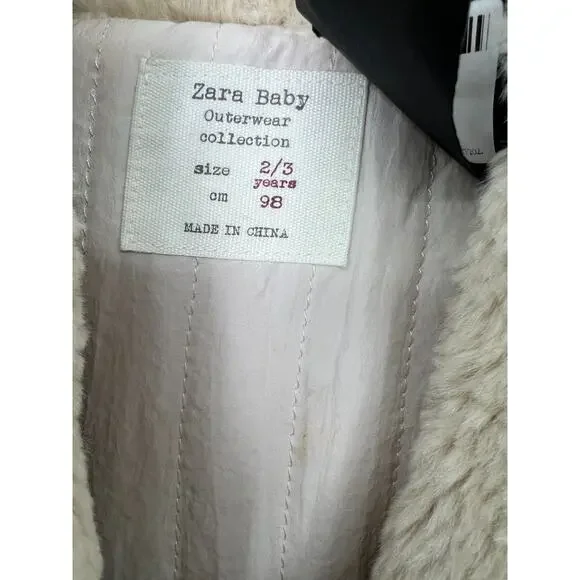 Zara Baby
Outerwear
collection
size 2/3
years
cm 98
MADE IN CHINA